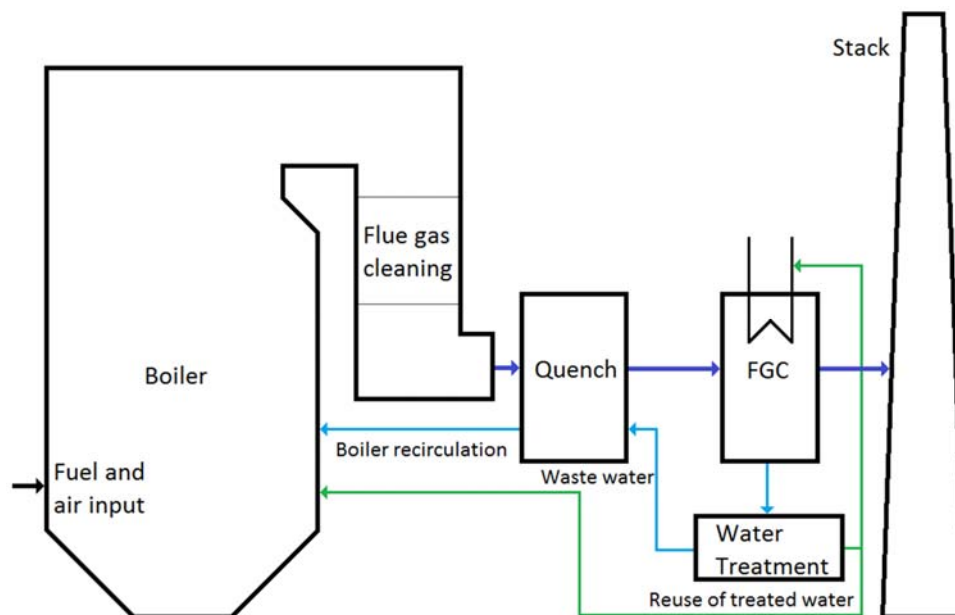 Stack
Flue gas
cleaning
Boiler
Quench
FGC
Boiler recirculation
Fuel and
air input
Waste water
Water
Treatment
Reuse of treated water